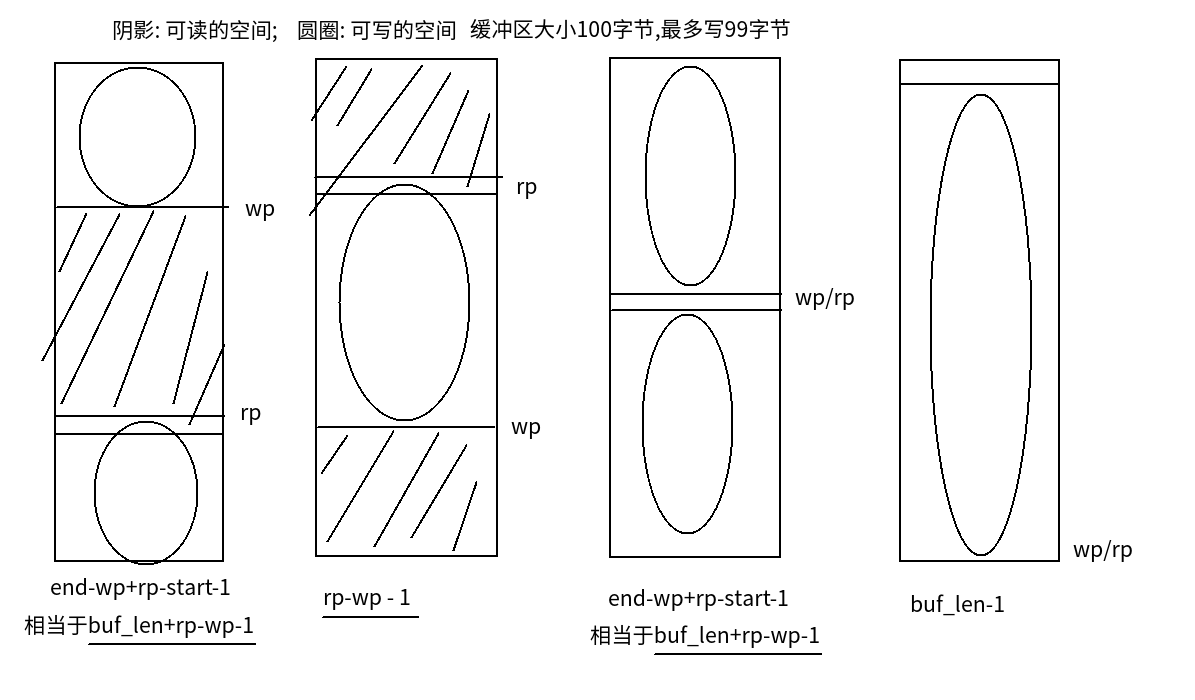 阴影: 可读的空间; 圆圈: 可写的空间 缓冲区大小100字节,最多写99字节
wp
rp
end-wp+rp-start-1
相当于buf_len+rp-wp-1
rp
wp
rp-wp - 1
wp/rp
end-wp+rp-start-1
相当于buf_len+rp-wp-1
wp/rp
buf_len-1